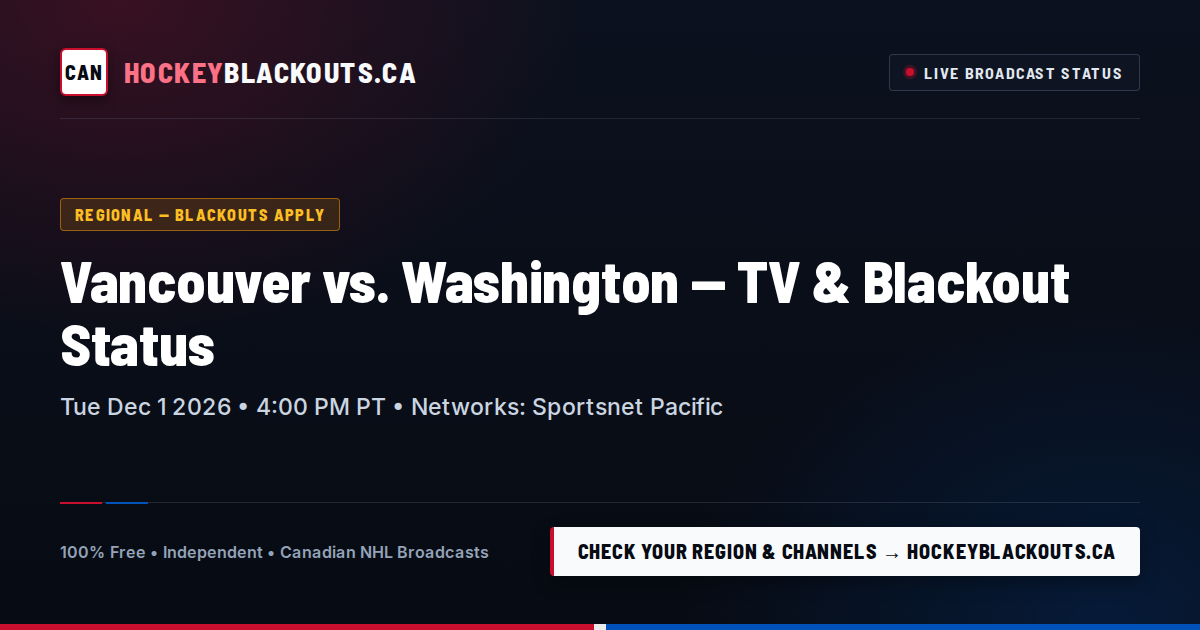 CAN
HOCKEYBLACKOUTS.CA
LIVE BROADCAST STATUS
REGIONAL — BLACKOUTS APPLY
Vancouver vs. Washington — TV & Blackout
Status
Tue Dec 1 2026 • 4:00 PM PT • Networks: Sportsnet Pacific
100% Free • Independent • Canadian NHL Broadcasts
CHECK YOUR REGION & CHANNELS → HOCKEYBLACKOUTS.CA